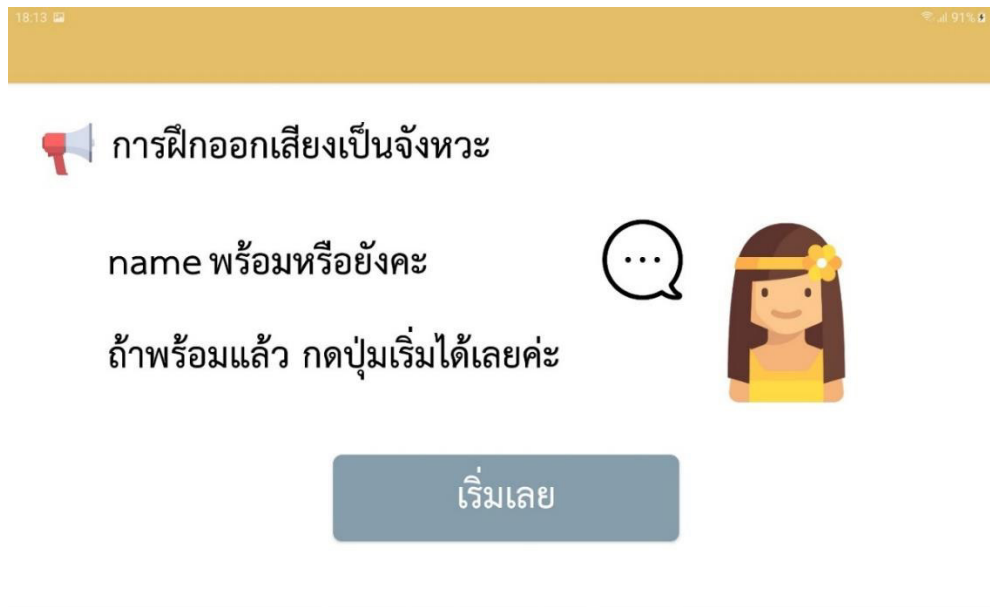 18:13 91%
การฝึกออกเสียงเป็นจังหวะ
name พร้อมหรือยังคะ
ถ้าพร้อมแล้ว กดปุ่มเริ่มได้เลยค่ะ
เริ่มเลย